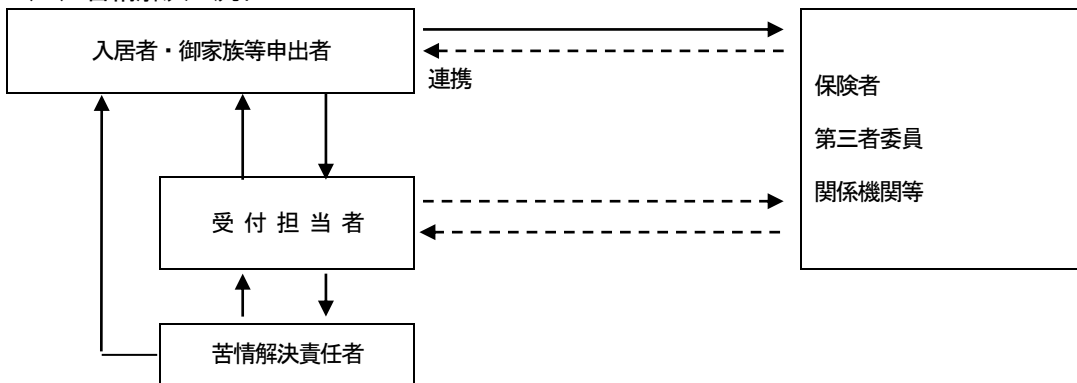 入居者・御家族等申出者
連携
保険者
第三者委員
関係機関等
受 付 担 当 者
苦情解決責任者